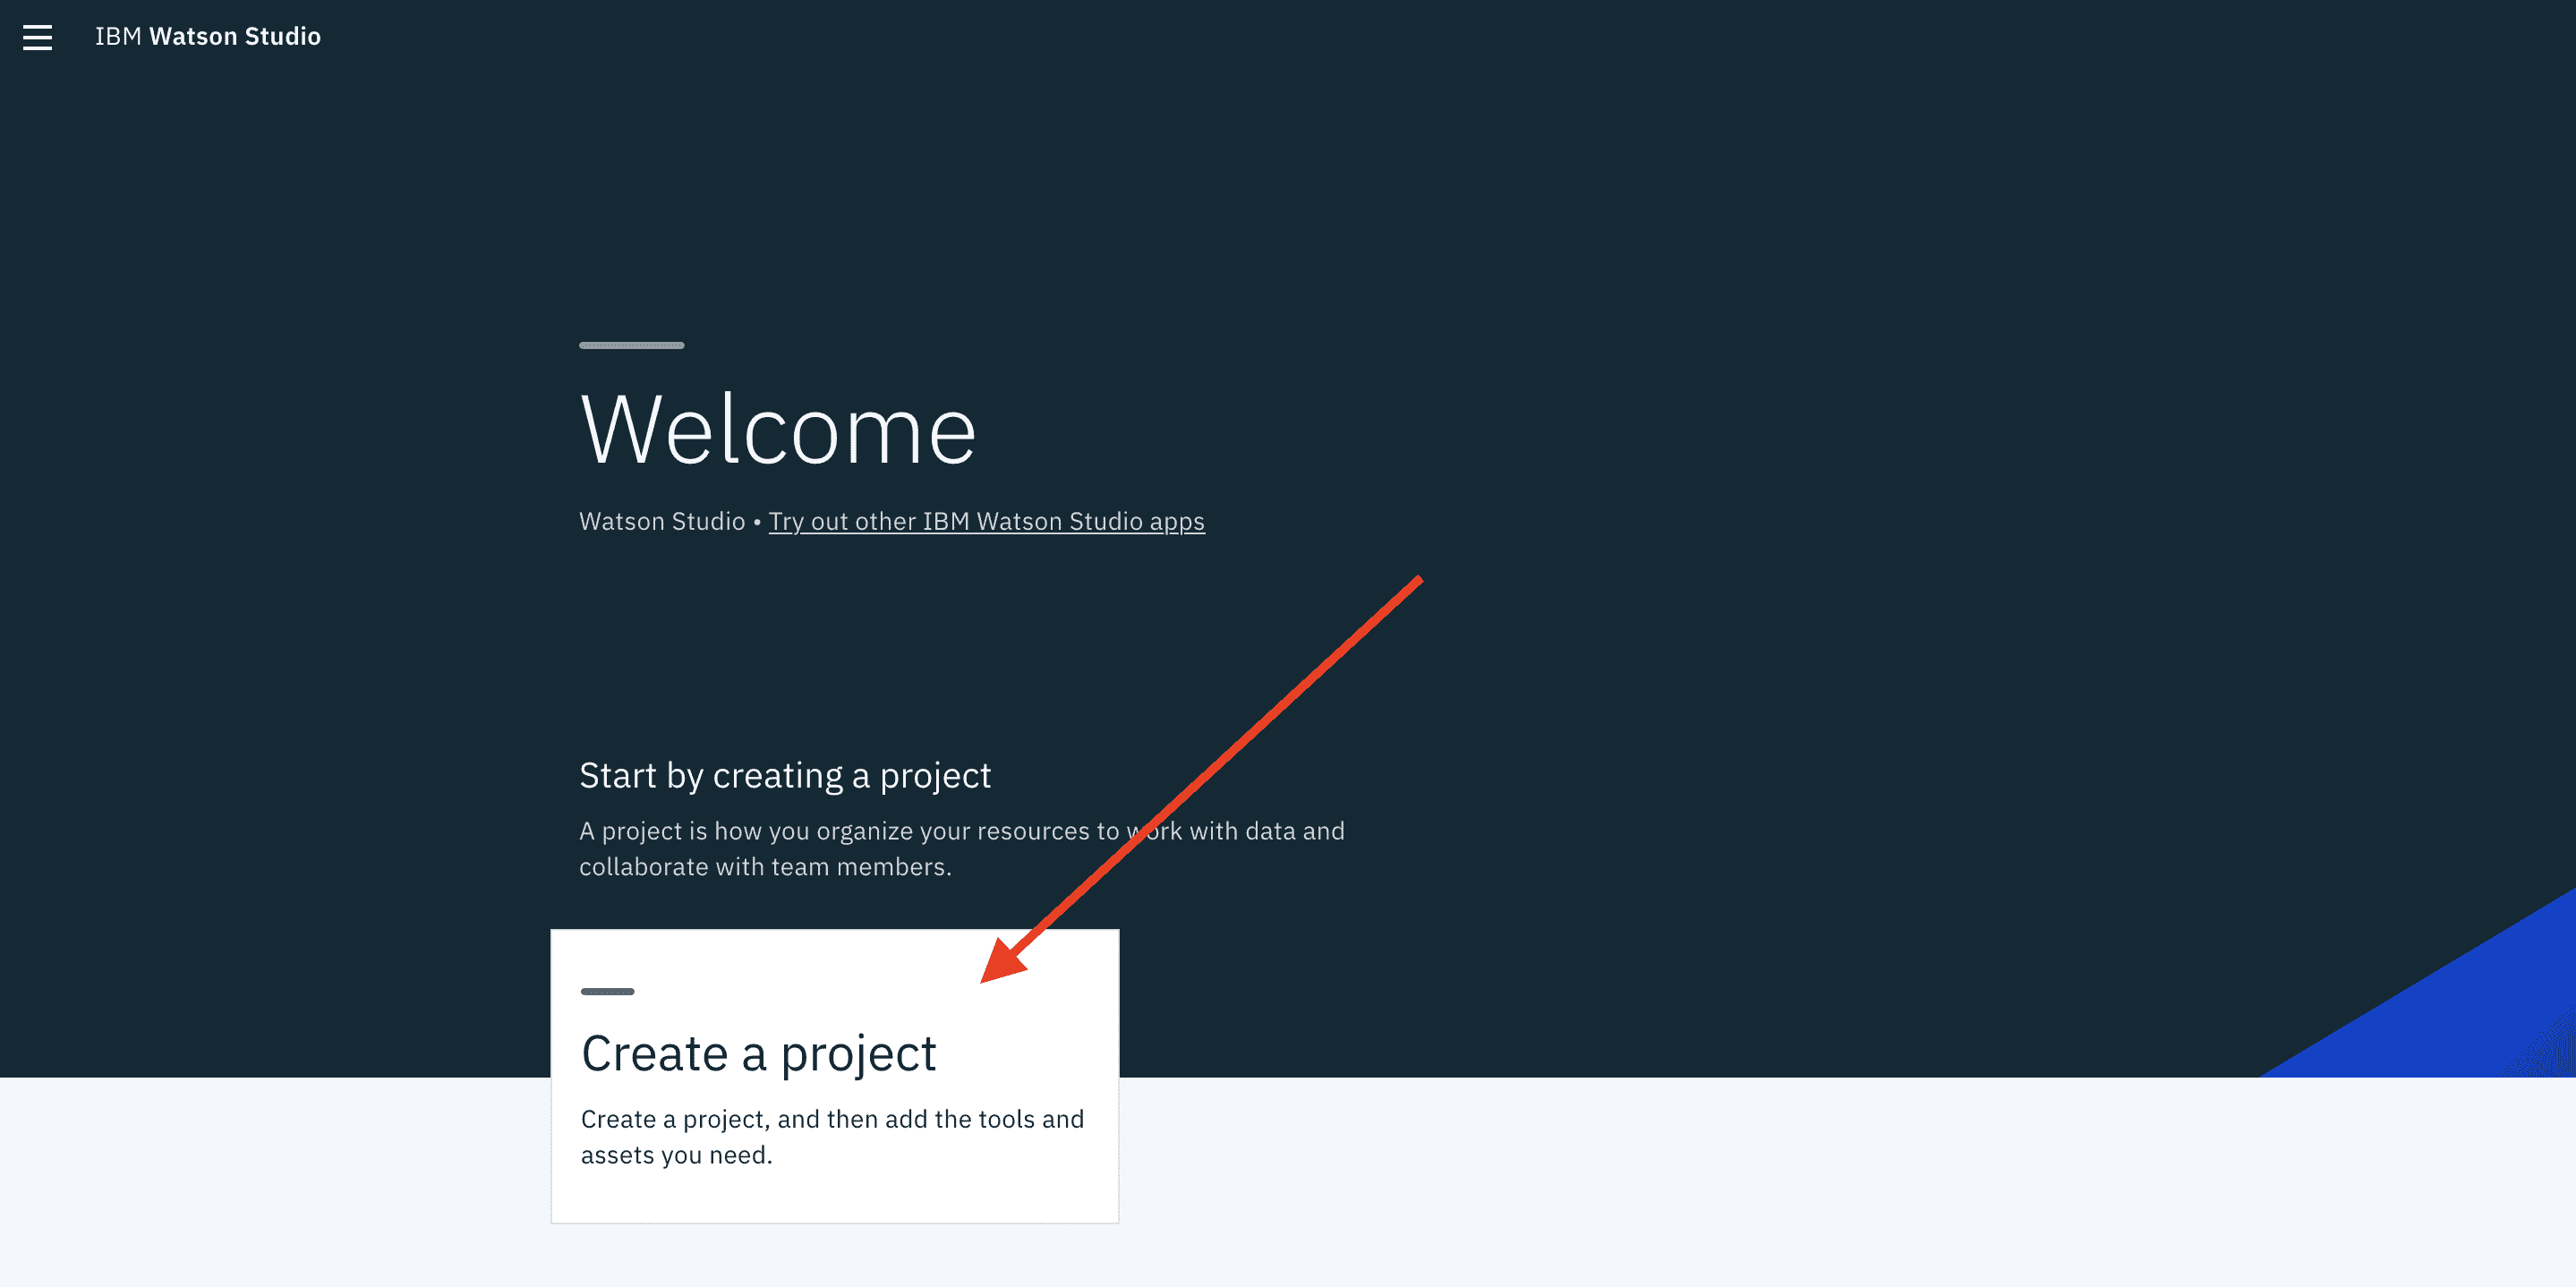 IBM Watson Studio
Welcome
Watson Studio • Try out other IBM Watson Studio apps
Start by creating a project
A project is how you organize your resources to work with data and
collaborate with team members.
Create a project
Create a project, and then add the tools and
assets you need.